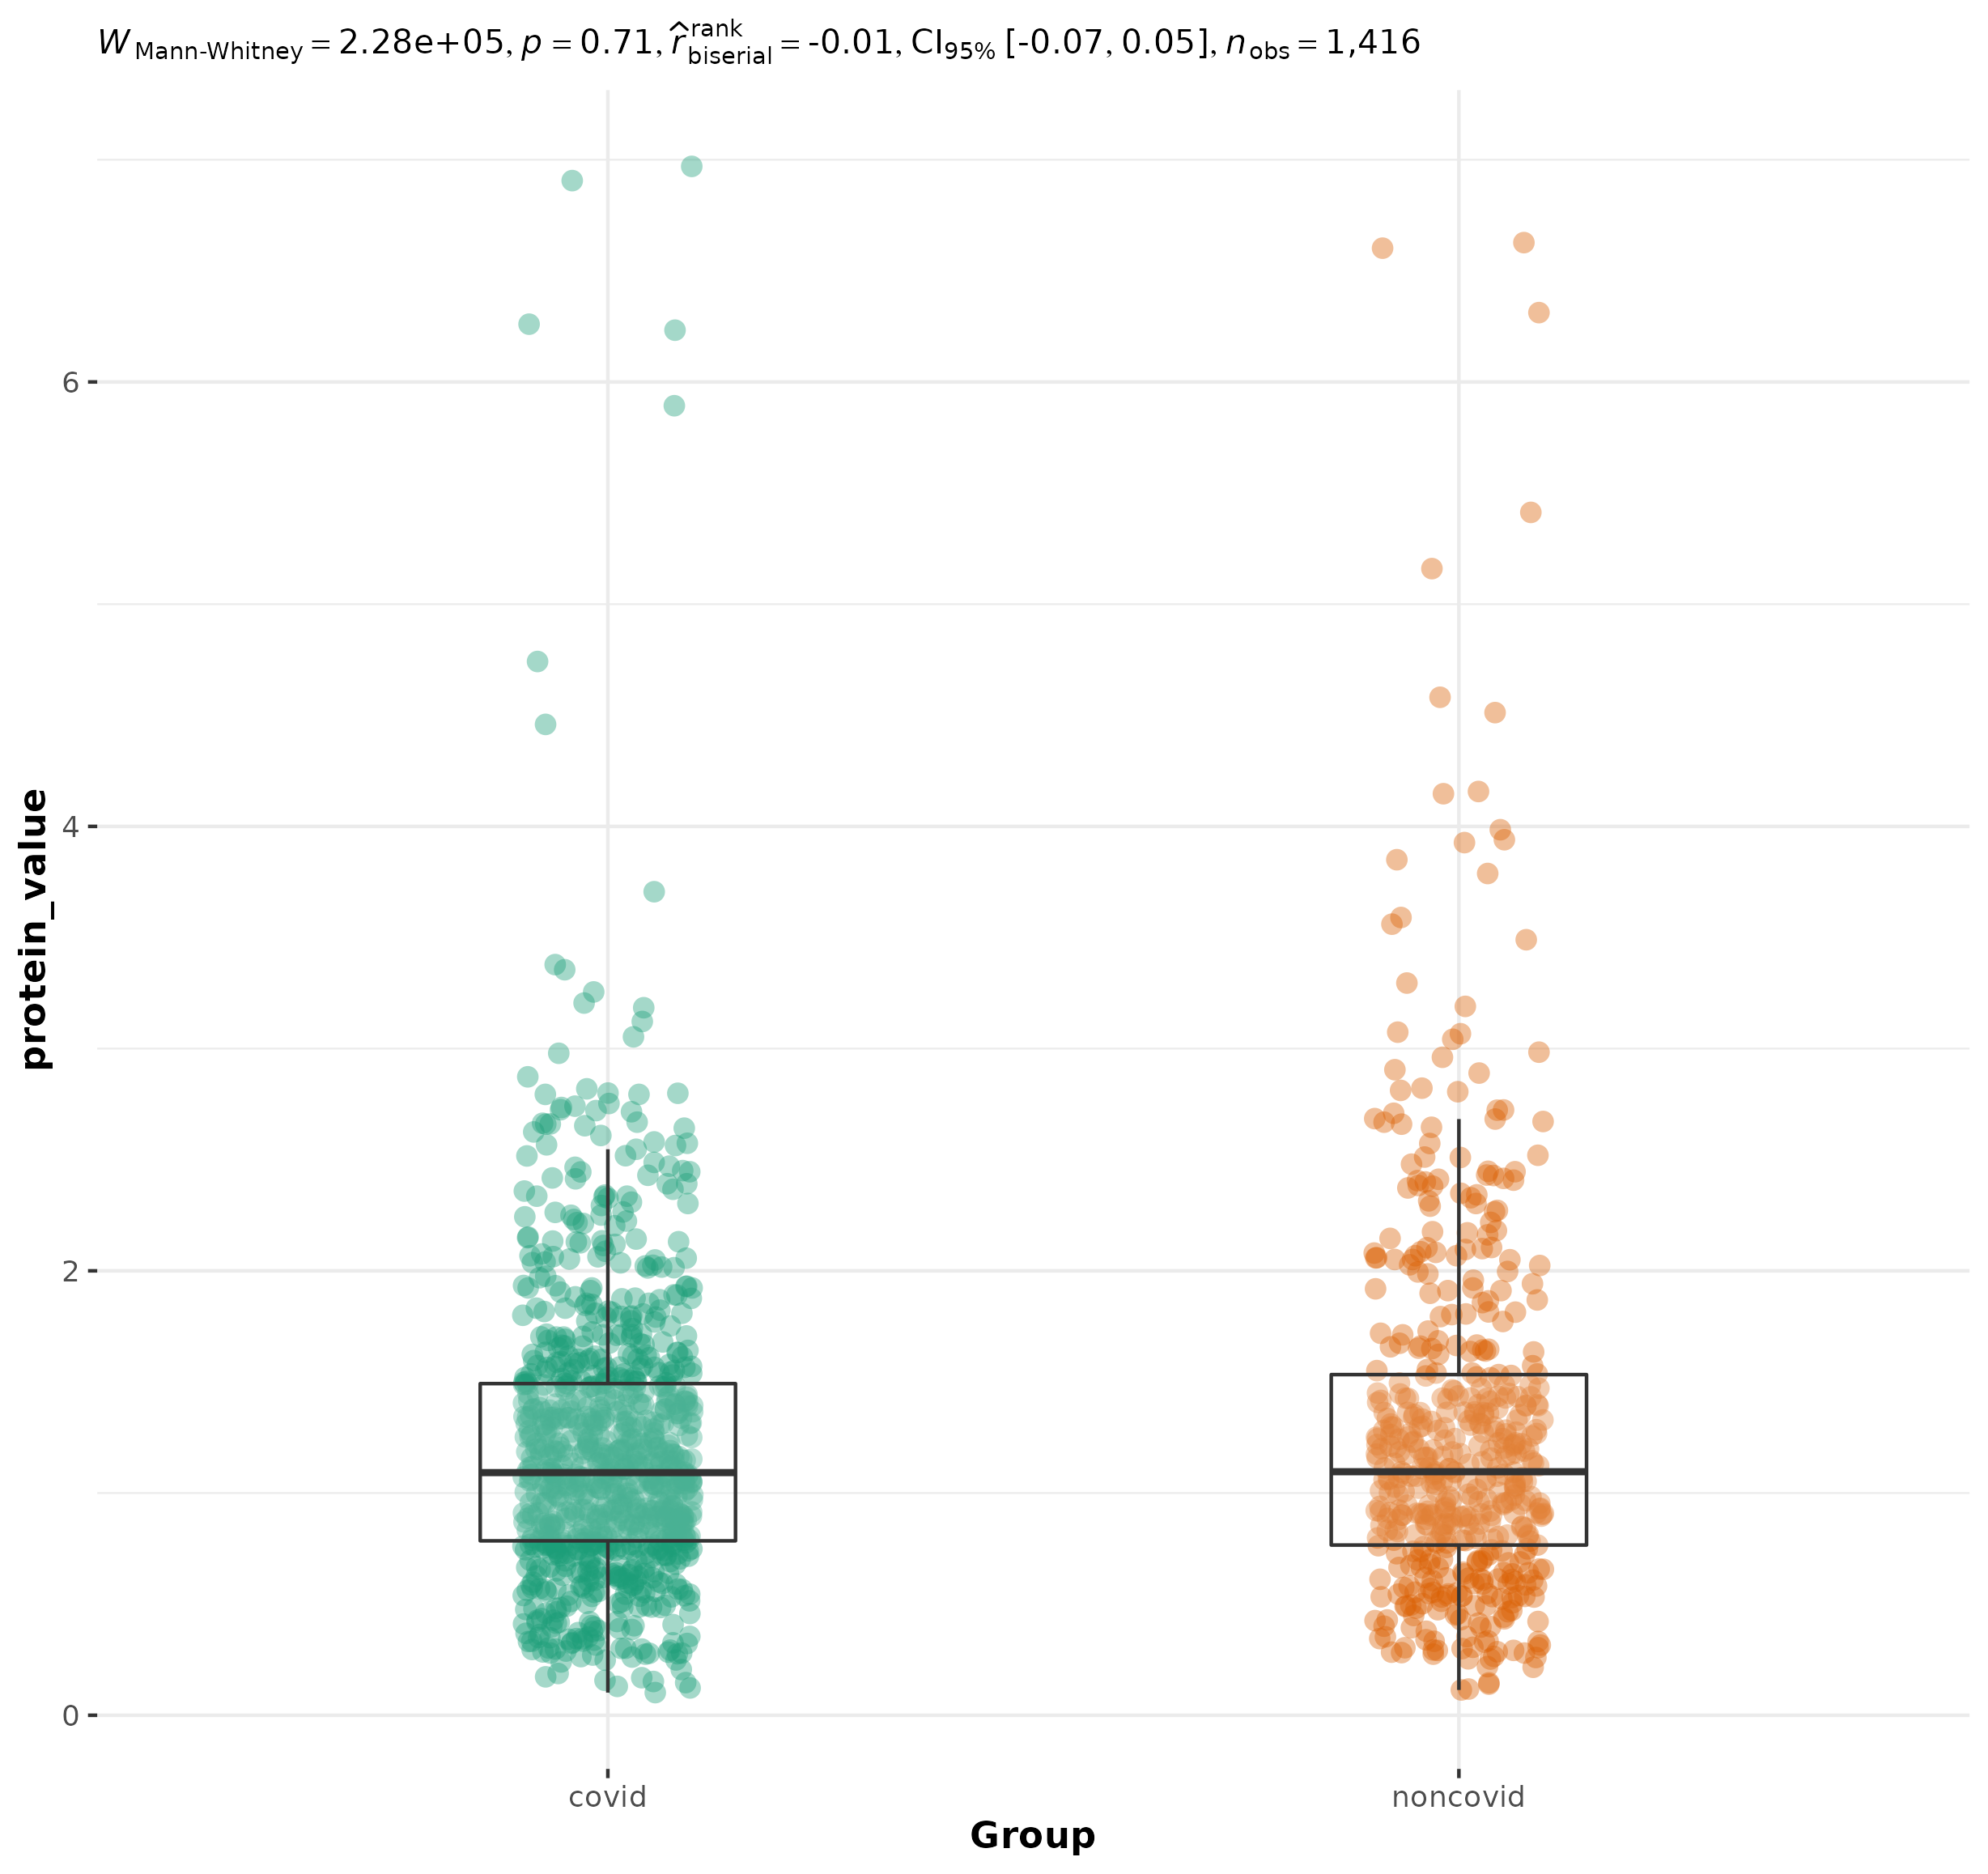 W Mann-Whitney = 2.28e+05, p = 0.71, r̂ rank biserial = -0.01, CI95% [-0.07, 0.05], nobs = 1,416
protein_value
6
4
2
0
covid noncovid
Group